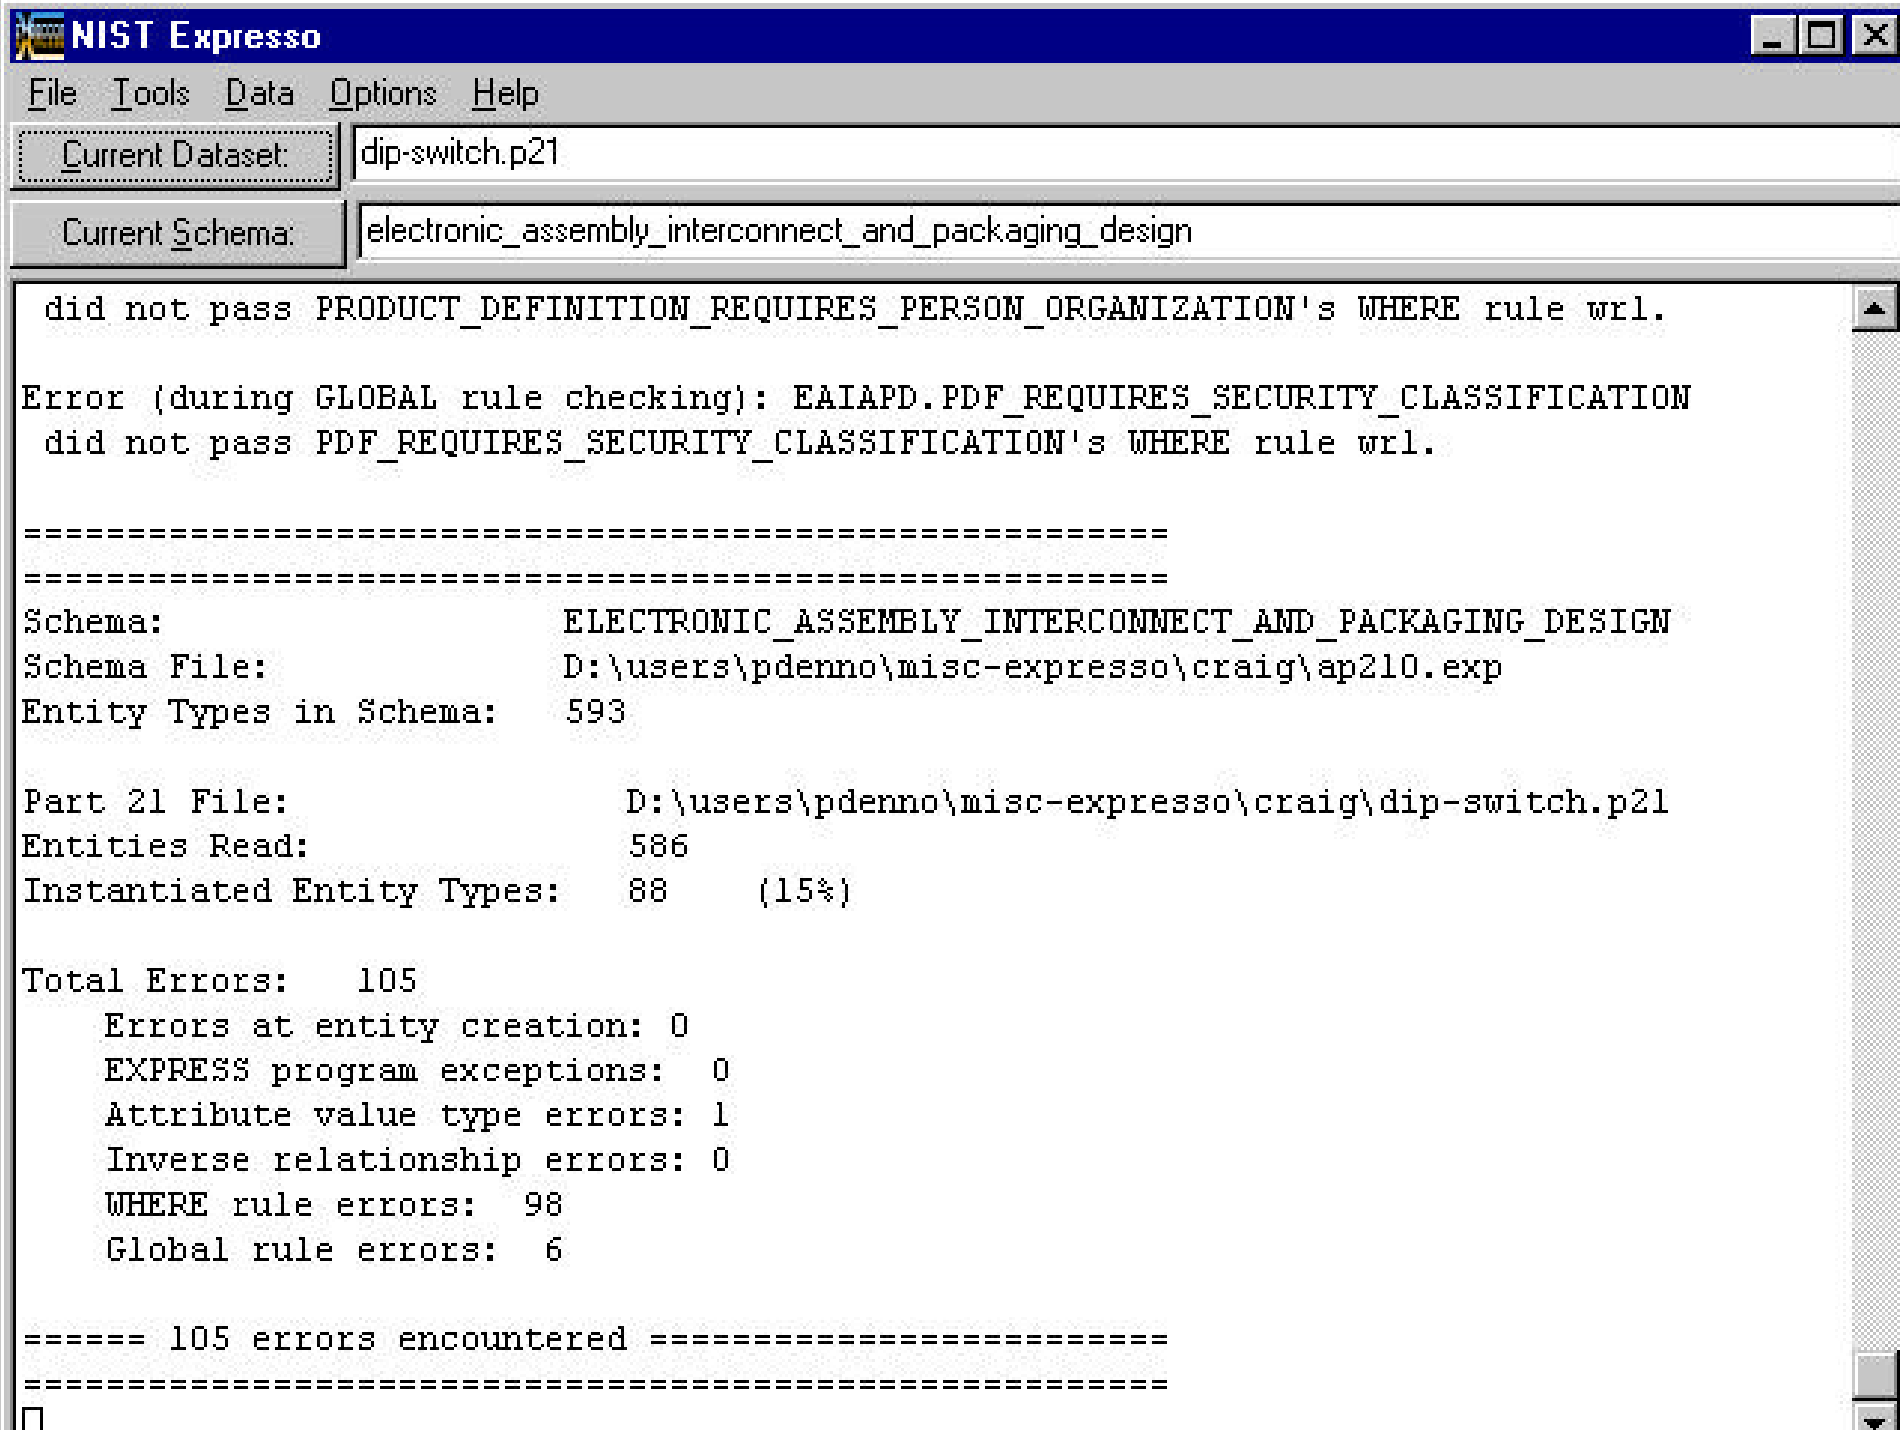 NIST Expresso
File Tools Data Options Help
Current Dataset: dip-switch.p21
Current Schema: electronic_assembly_interconnect_and_packaging_design
did not pass PRODUCT_DEFINITION_REQUIRES_PERSON_ORGANIZATION's WHERE rule wr1.
Error (during GLOBAL rule checking): EAIAPD.PDF_REQUIRES_SECURITY_CLASSIFICATION
did not pass PDF_REQUIRES_SECURITY_CLASSIFICATION's WHERE rule wr1.
=======================================================
=======================================================
Schema: ELECTRONIC_ASSEMBLY_INTERCONNECT_AND_PACKAGING_DESIGN
Schema File: D:\users\pdenno\misc-expresso\craig\ap210.exp
Entity Types in Schema: 593
Part 21 File: D:\users\pdenno\misc-expresso\craig\dip-switch.p21
Entities Read: 586
Instantiated Entity Types: 88 (15%)
Total Errors: 105
Errors at entity creation: 0
EXPRESS program exceptions: 0
Attribute value type errors: 1
Inverse relationship errors: 0
WHERE rule errors: 98
Global rule errors: 6
====== 105 errors encountered =========================
=======================================================